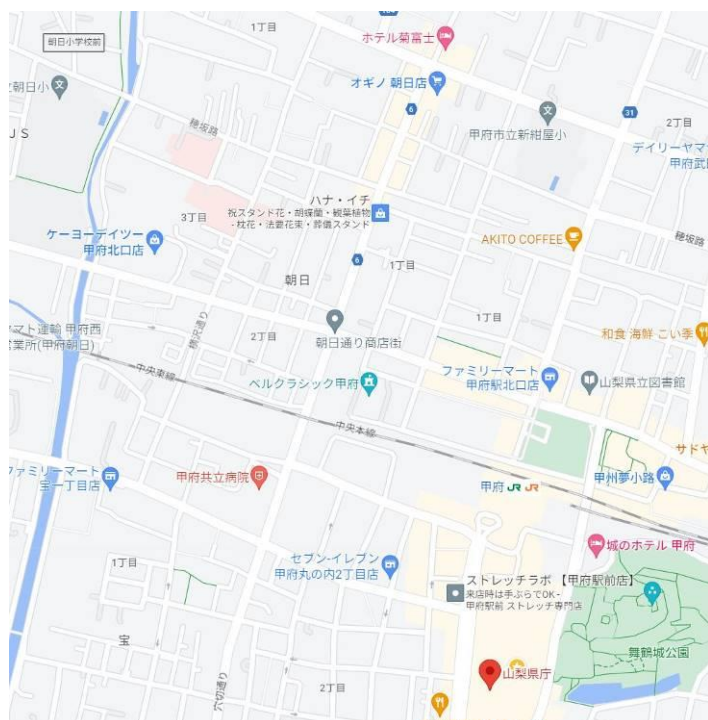 1丁目
ホテル菊富士
朝日小学校前
オギノ 朝日店
朝日小
6
31
2丁目
甲府市立新紺屋小
デイリーヤマ
甲府武田
JS
穂坂路
ハナ・イチ
祝スタンド花・胡蝶蘭・観葉植物
・枕花・法要花束・葬儀スタンド
3丁目
AKITO COFFEE
穂坂路
ケーヨーデイツー
甲府北口店
6
1丁目
朝日
1丁目
マト運輸 甲府西
営業所(甲府朝日)
横沢通り
2丁目
朝日通り商店街
和食 海鮮 こい季
中央東線
ベルクラシック甲府
ファミリーマート
甲府駅北口店
山梨県立図書館
中央本線
サドヤ
ファミリーマート
宝一丁目店
甲府共立病院
甲府 JR JR
甲州夢小路
1丁目
セブン-イレブン
甲府丸の内2丁目店
城のホテル 甲府
ストレッチラボ 【甲府駅前店】
来店時は手ぶらでOK -
甲府駅前 ストレッチ専門店
宝
舞鶴城公園
穴切通り
2丁目
山梨県庁